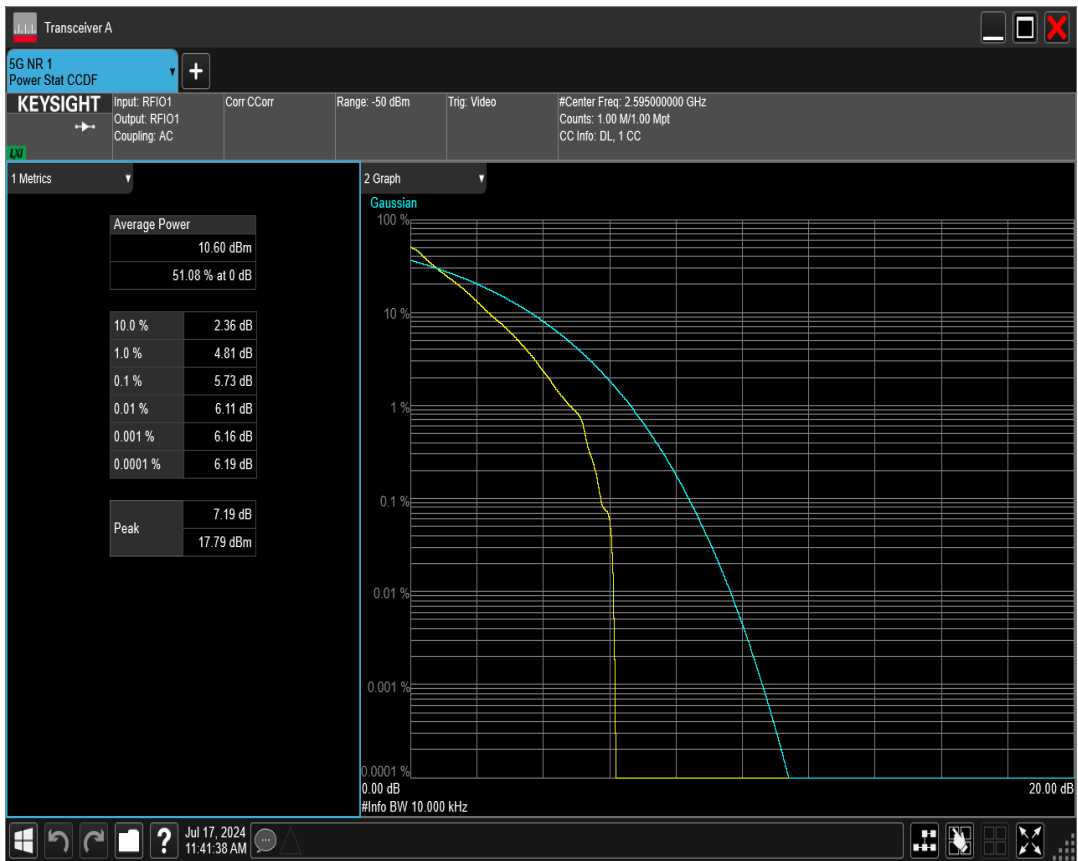 Transceiver A
5G NR 1
Power Stat CCDF
+
KEYSIGHT
LXI
Input: RFIO1
Output: RFIO1
Coupling: AC
Corr CCorr
Range: -50 dBm
Trig: Video
#Center Freq: 2.595000000 GHz
Counts: 1.00 M/1.00 Mpt
CC Info: DL, 1 CC
1 Metrics
Average Power
10.60 dBm
51.08 % at 0 dB
10.0 % 2.36 dB
1.0 % 4.81 dB
0.1 % 5.73 dB
0.01 % 6.11 dB
0.001 % 6.16 dB
0.0001 % 6.19 dB
Peak
7.19 dB
17.79 dBm
2 Graph
Gaussian
100 %
10 %
1 %
0.1 %
0.01 %
0.001 %
0.0001 %
0.00 dB 20.00 dB
#Info BW 10.000 kHz
?
Jul 17, 2024
11:41:38 AM